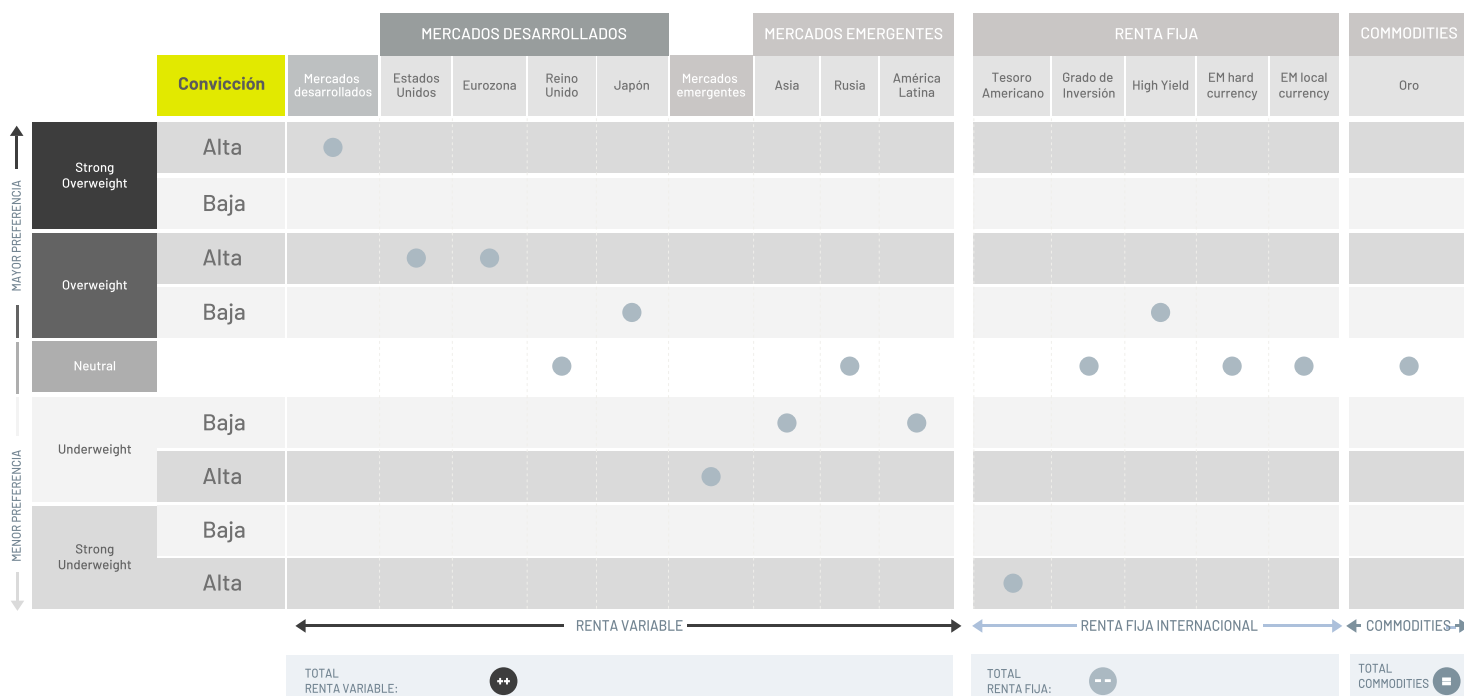 MERCADOS DESARROLLADOS
MERCADOS EMERGENTES
RENTA FIJA
COMMODITIES
Convicción
Mercados
desarrollados
Estados
Unidos
Eurozona
Reino
Unido
Japón
Mercados
emergentes
Asia
Rusia
América
Latina
Tesoro
Americano
Grado de
Inversión
High Yield
EM hard
currency
EM local
currency
Oro
MAYOR PREFERENCIA
Strong
Overweight
Alta
Baja
Overweight
Alta
Baja
Neutral
MENOR PREFERENCIA
Underweight
Baja
Alta
Strong
Underweight
Baja
Alta
RENTA VARIABLE
RENTA FIJA INTERNACIONAL
COMMODITIES
TOTAL
RENTA VARIABLE:
++
TOTAL
RENTA FIJA:
--
TOTAL
COMMODITIES
=